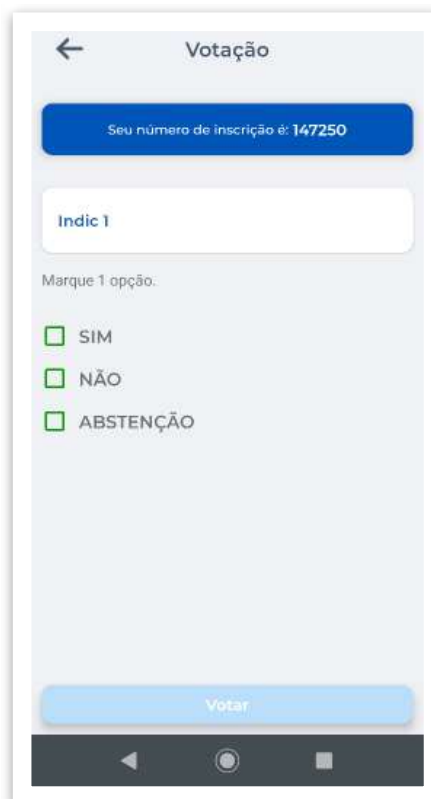 Votação
Seu número de inscrição é: 147250
Indic 1
Marque 1 opção.
SIM
NÃO
ABSTENÇÃO
Votar